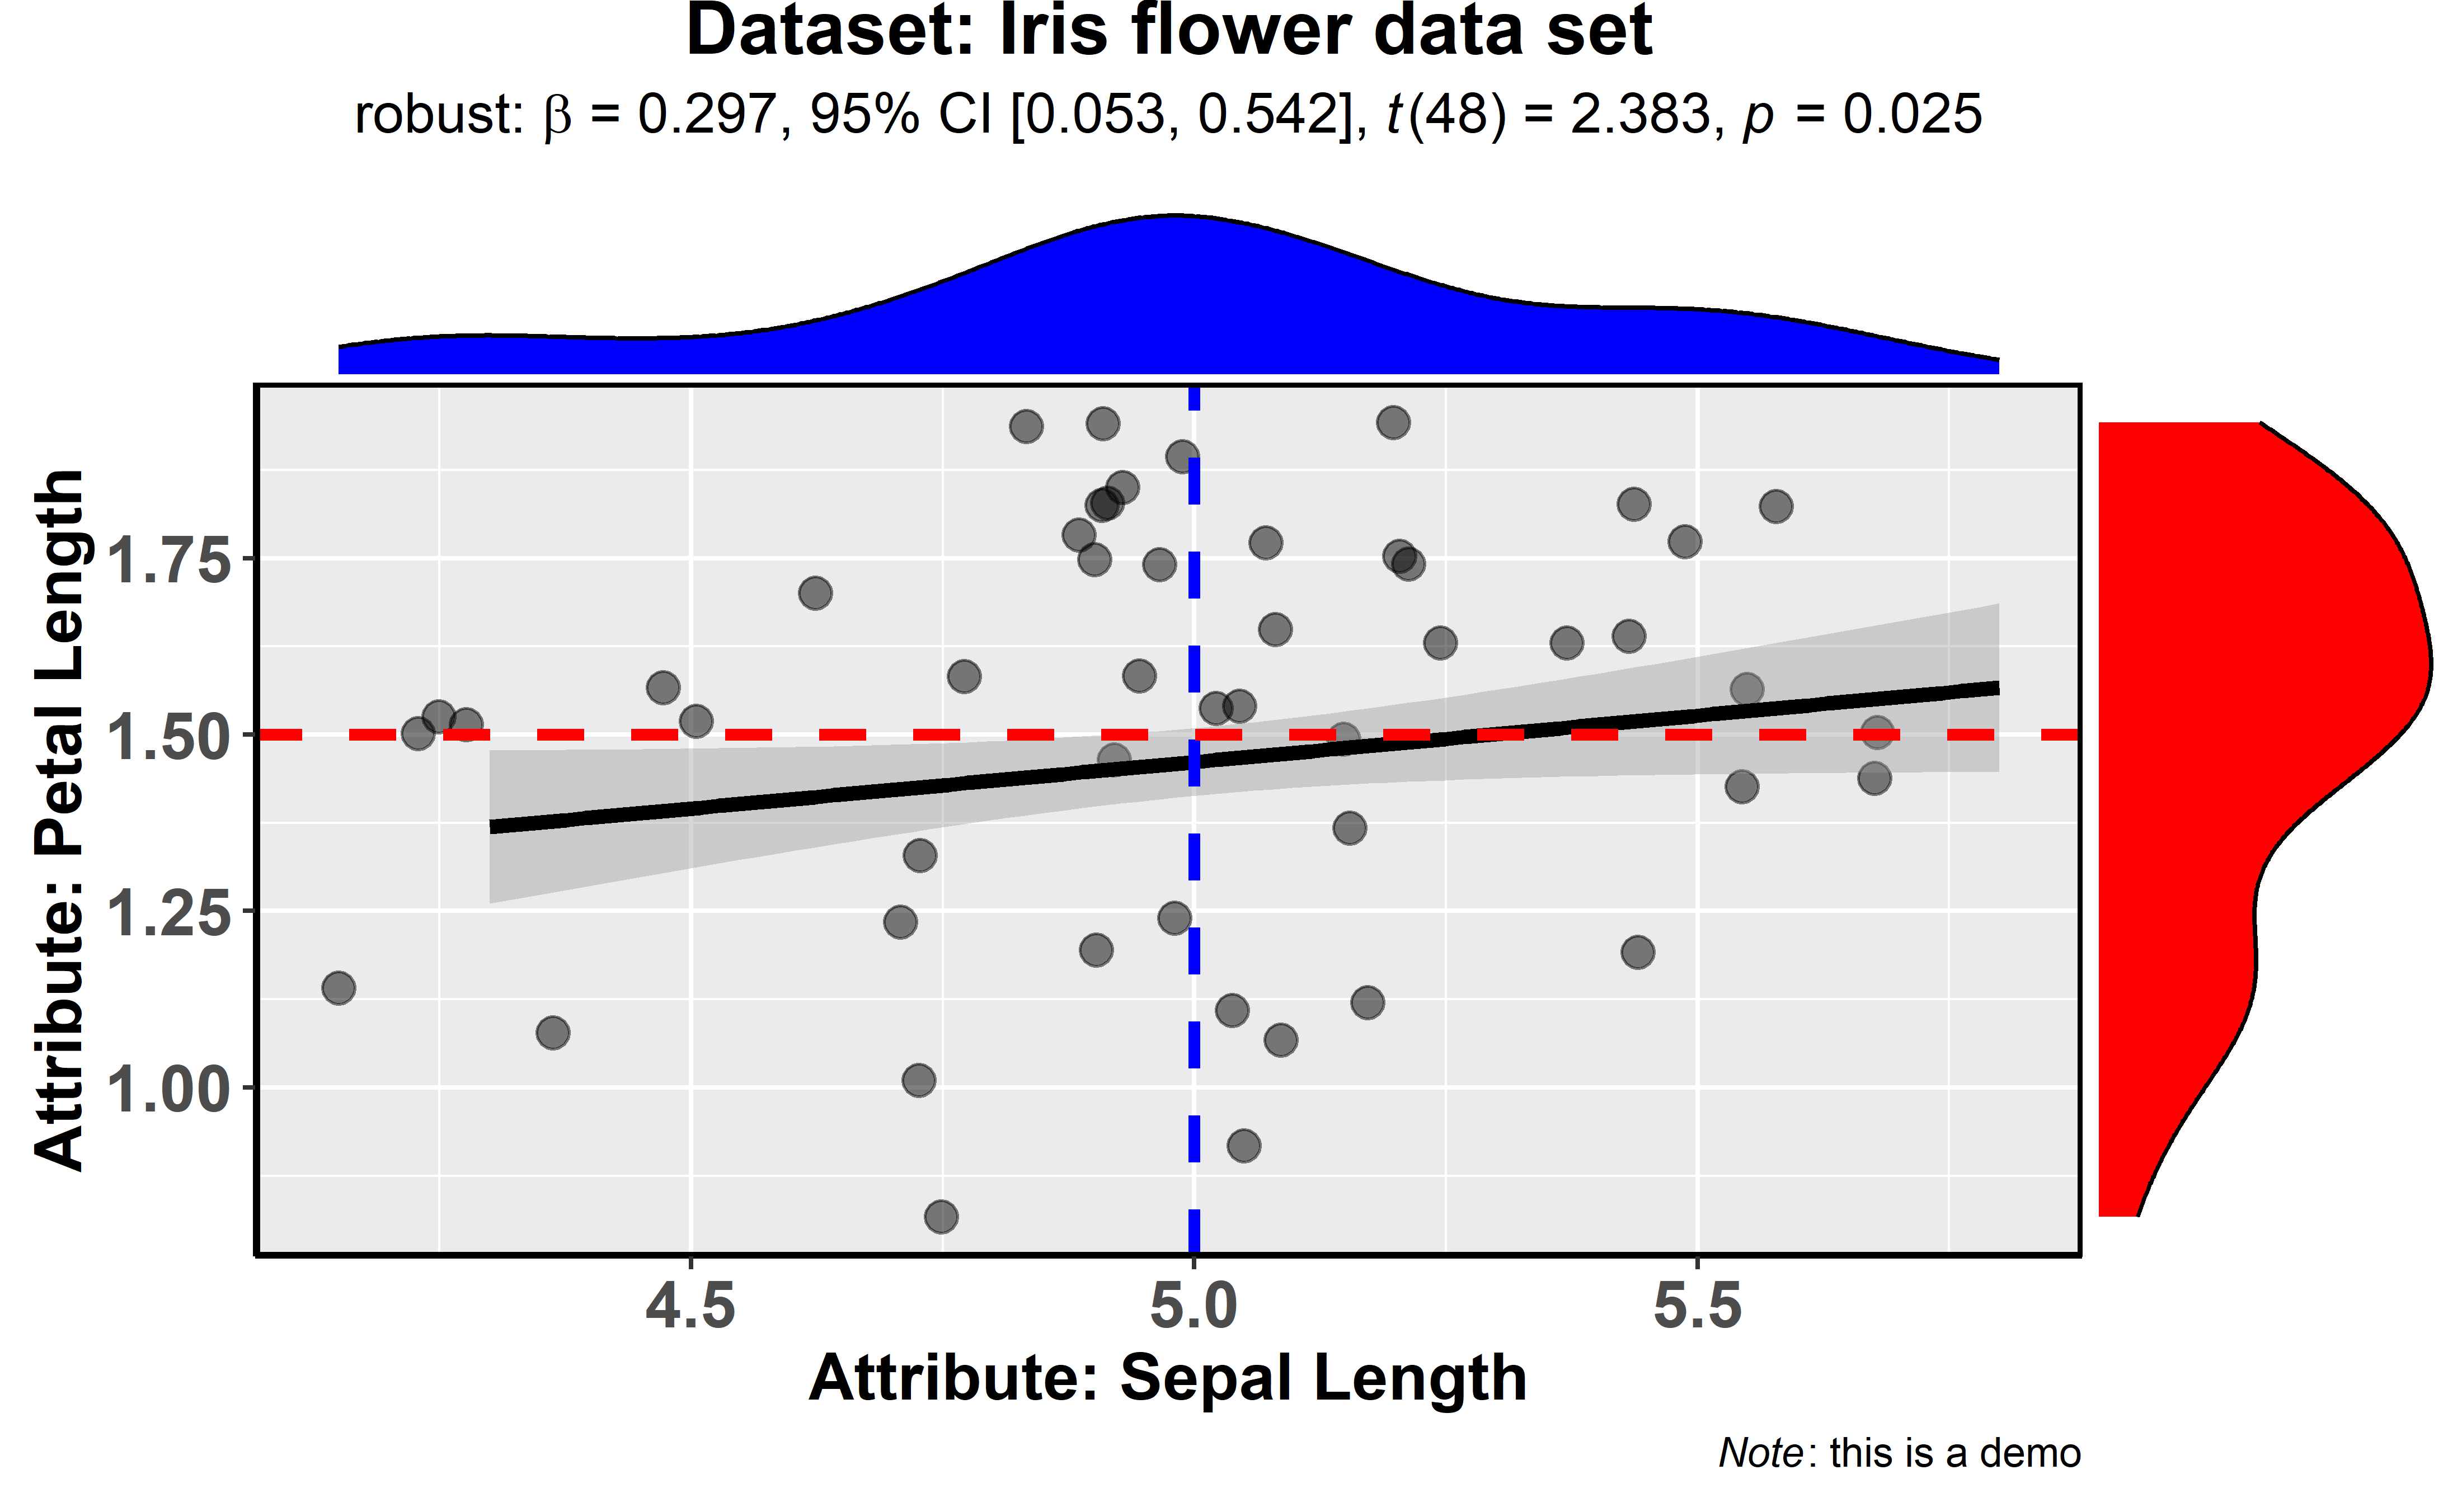 Dataset: Iris flower data set
robust: β = 0.297, 95% CI [0.053, 0.542], t(48) = 2.383, p = 0.025
Attribute: Petal Length
1.75
1.50
1.25
1.00
4.5 5.0 5.5
Attribute: Sepal Length
Note: this is a demo